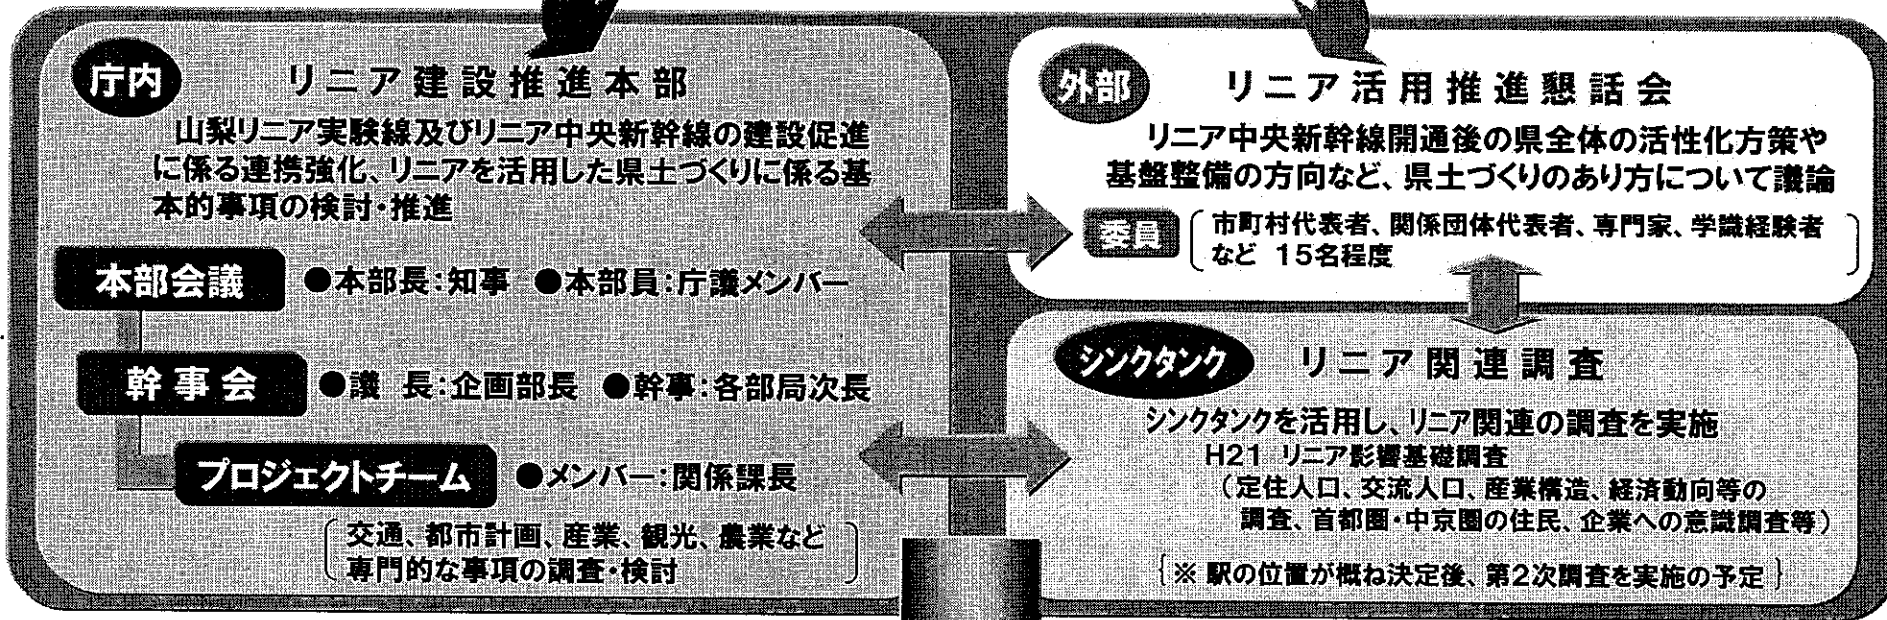 庁内
リニア建設推進本部
山梨リニア実験線及びリニア中央新幹線の建設促進
に係る連携強化、リニアを活用した県土づくりに係る基
本的事項の検討・推進
本部会議
●本部長:知事 ●本部員:庁議メンバー
幹事会
●議 長:企画部長 ●幹事:各部局次長
プロジェクトチーム
●メンバー:関係課長
交通、都市計画、産業、観光、農業など
専門的な事項の調査・検討
外部
リニア活用推進懇話会
リニア中央新幹線開通後の県全体の活性化方策や
基盤整備の方向など、県土づくりのあり方について議論
委員
市町村代表者、関係団体代表者、専門家、学識経験者
など 15名程度
シンクタンク
リニア関連調査
シンクタンクを活用し、リニア関連の調査を実施
H21 リニア影響基礎調査
(定住人口、交流人口、産業構造、経済動向等の
調査、首都圏・中京圏の住民、企業への意識調査等)
{※ 駅の位置が概ね決定後、第2次調査を実施の予定}